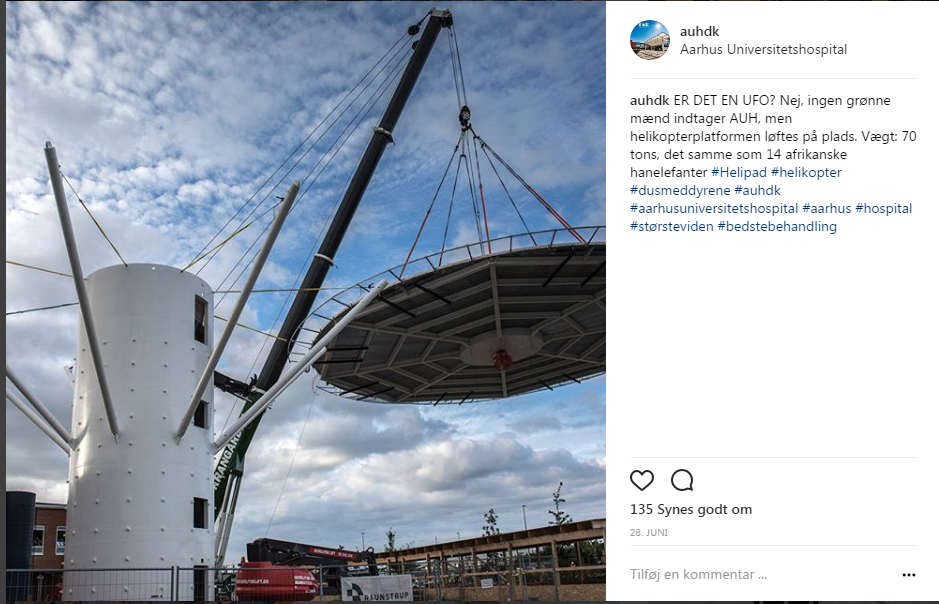 auhdk
Aarhus Universitetshospital
auhdk ER DET EN UFO? Nej, ingen grønne
mænd indtager AUH, men
helikopterplatformen løftes på plads. Vægt: 70
tons, det samme som 14 afrikanske
hanelefanter #Helipad #helikopter
#dusmeddyrene #auhdk
#aarhusuniversitetshospital #aarhus #hospital
#størsteviden #bedstebehandling
135 Synes godt om
28. JUNI
Tilføj en kommentar ...
KRANGÅRDEN
RAUNSTRUP